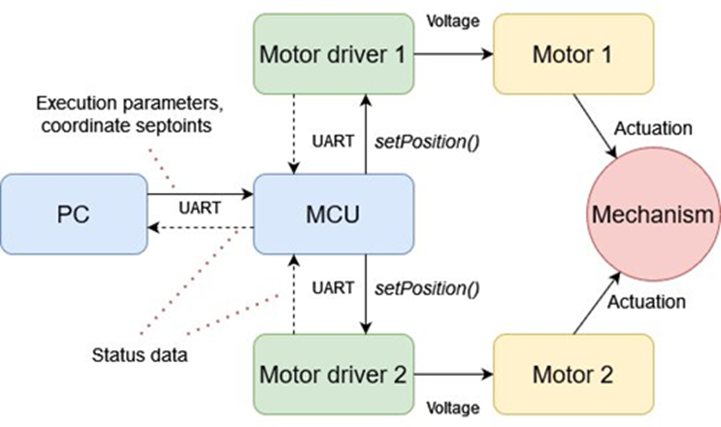 Voltage
Motor driver 1
Motor 1
Execution parameters,
coordinate septoints
UART
setPosition()
Actuation
PC
UART
MCU
Mechanism
UART
setPosition()
Actuation
Status data
Motor driver 2
Motor 2
Voltage